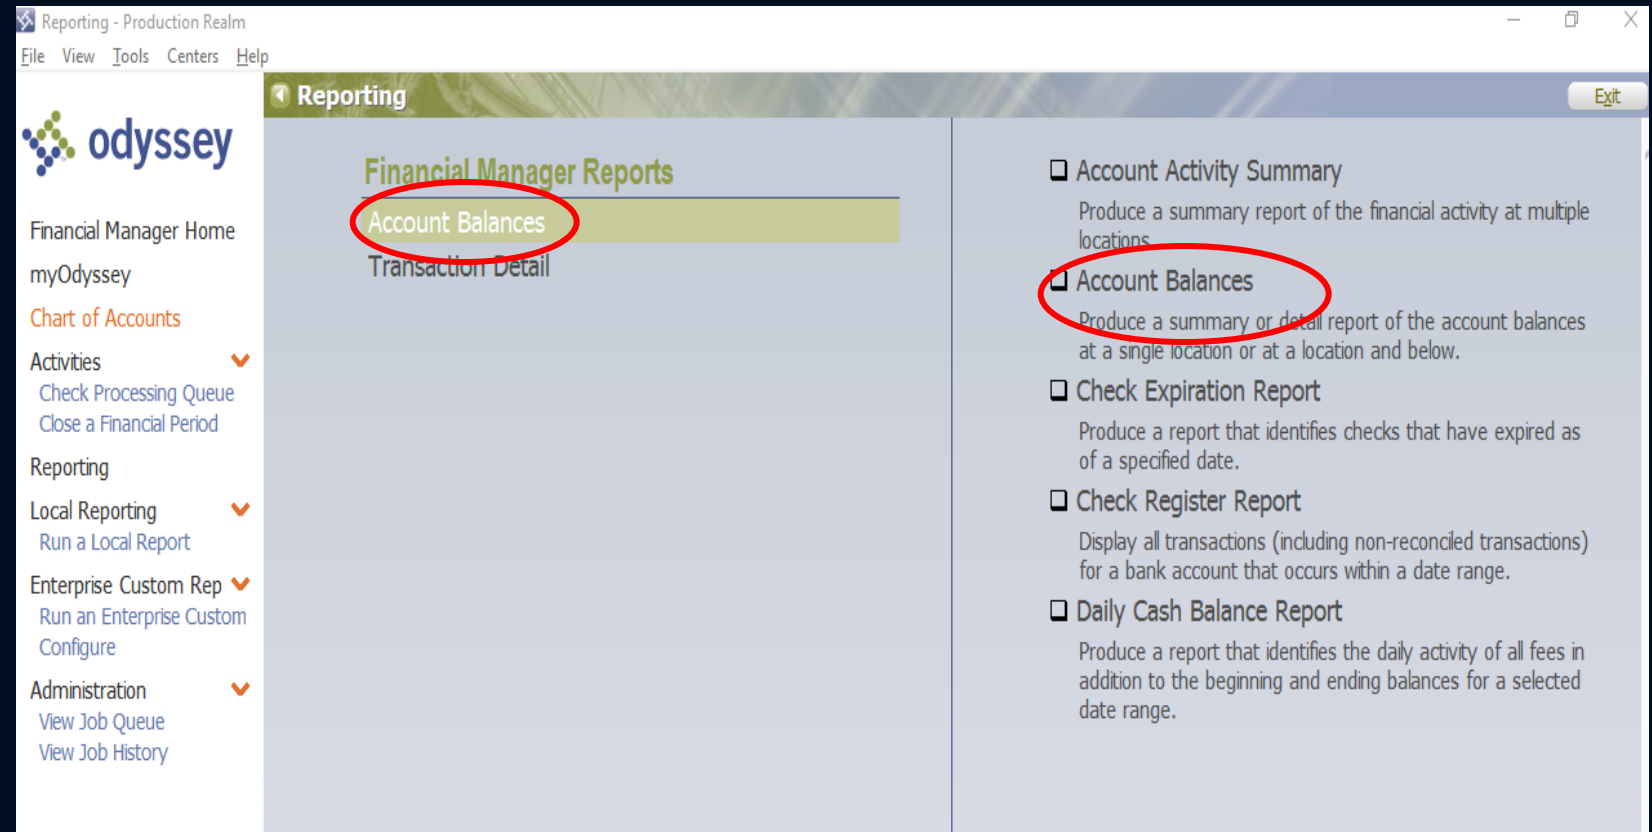 Reporting - Production Realm
File View Tools Centers Help
Reporting
Exit
odyssey
Financial Manager Home
myOdyssey
Chart of Accounts
Activities
Check Processing Queue
Close a Financial Period
Reporting
Local Reporting
Run a Local Report
Enterprise Custom Rep
Run an Enterprise Custom
Configure
Administration
View Job Queue
View Job History
Financial Manager Reports
Account Balances
Transaction Detail
Account Activity Summary
Produce a summary report of the financial activity at multiple
locations.
Account Balances
Produce a summary or detail report of the account balances
at a single location or at a location and below.
Check Expiration Report
Produce a report that identifies checks that have expired as
of a specified date.
Check Register Report
Display all transactions (including non-reconciled transactions)
for a bank account that occurs within a date range.
Daily Cash Balance Report
Produce a report that identifies the daily activity of all fees in
addition to the beginning and ending balances for a selected
date range.